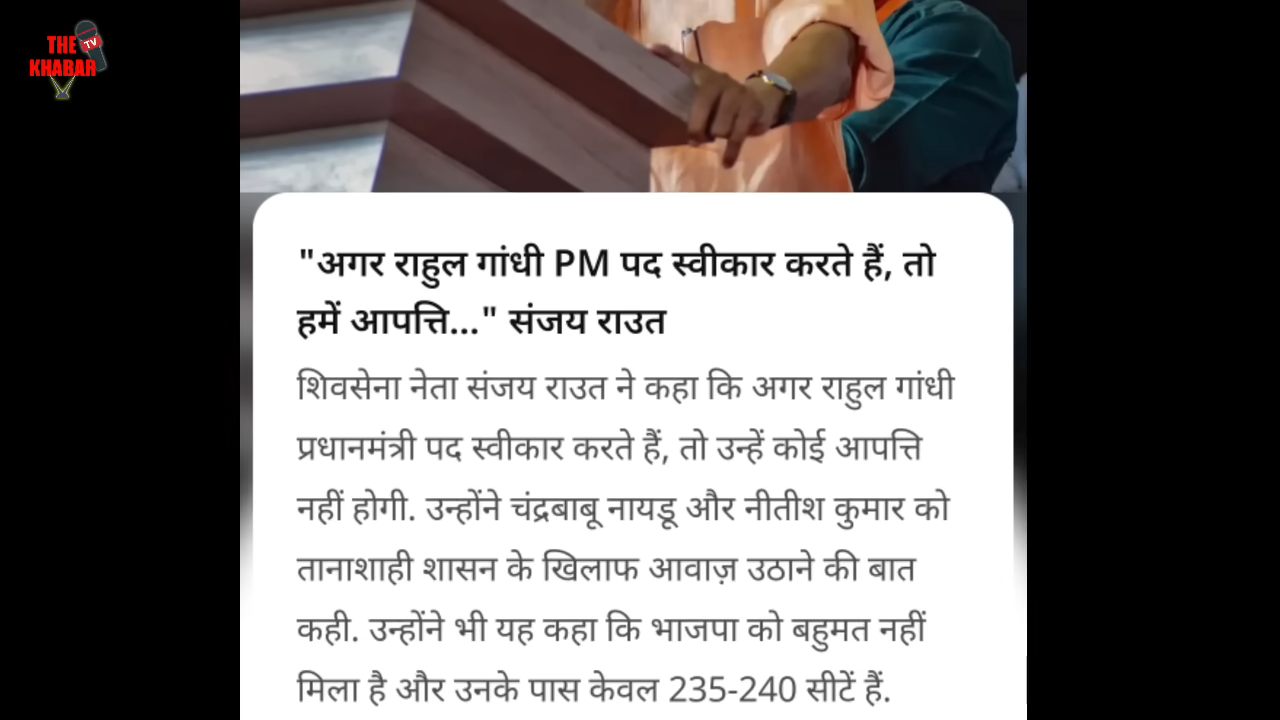 THE
TV
KHABAR
"अगर राहुल गांधी PM पद स्वीकार करते हैं, तो
हमें आपत्ति..." संजय राउत
शिवसेना नेता संजय राउत ने कहा कि अगर राहुल गांधी
प्रधानमंत्री पद स्वीकार करते हैं, तो उन्हें कोई आपत्ति
नहीं होगी. उन्होंने चंद्रबाबू नायडू और नीतीश कुमार को
तानाशाही शासन के खिलाफ आवाज़ उठाने की बात
कही. उन्होंने भी यह कहा कि भाजपा को बहुमत नहीं
मिला है और उनके पास केवल 235-240 सीटें हैं.